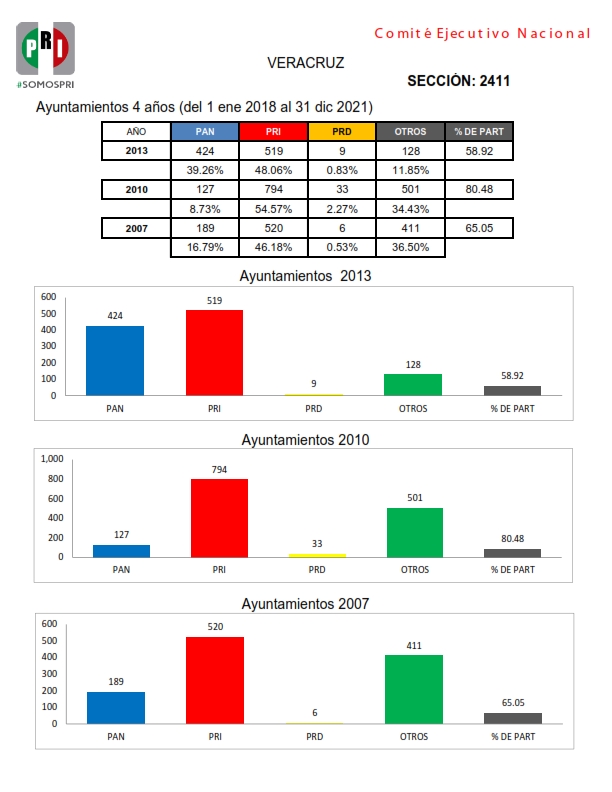 Comité Ejecutivo Nacional
PRI
#SOMOSPRI
VERACRUZ
SECCIÓN: 2411
Ayuntamientos 4 años (del 1 ene 2018 al 31 dic 2021)
AÑO PAN PRI PRD OTROS % DE PART
2013 424 519 9 128 58.92
39.26% 48.06% 0.83% 11.85%
2010 127 794 33 501 80.48
8.73% 54.57% 2.27% 34.43%
2007 189 520 6 411 65.05
16.79% 46.18% 0.53% 36.50%
Ayuntamientos 2013
600
500
400
300
200
100
0
424 519 9 128 58.92
PAN PRI PRD OTROS % DE PART
Ayuntamientos 2010
1,000
800
600
400
200
0
127 794 33 501 80.48
PAN PRI PRD OTROS % DE PART
Ayuntamientos 2007
600
500
400
300
200
100
0
189 520 6 411 65.05
PAN PRI PRD OTROS % DE PART